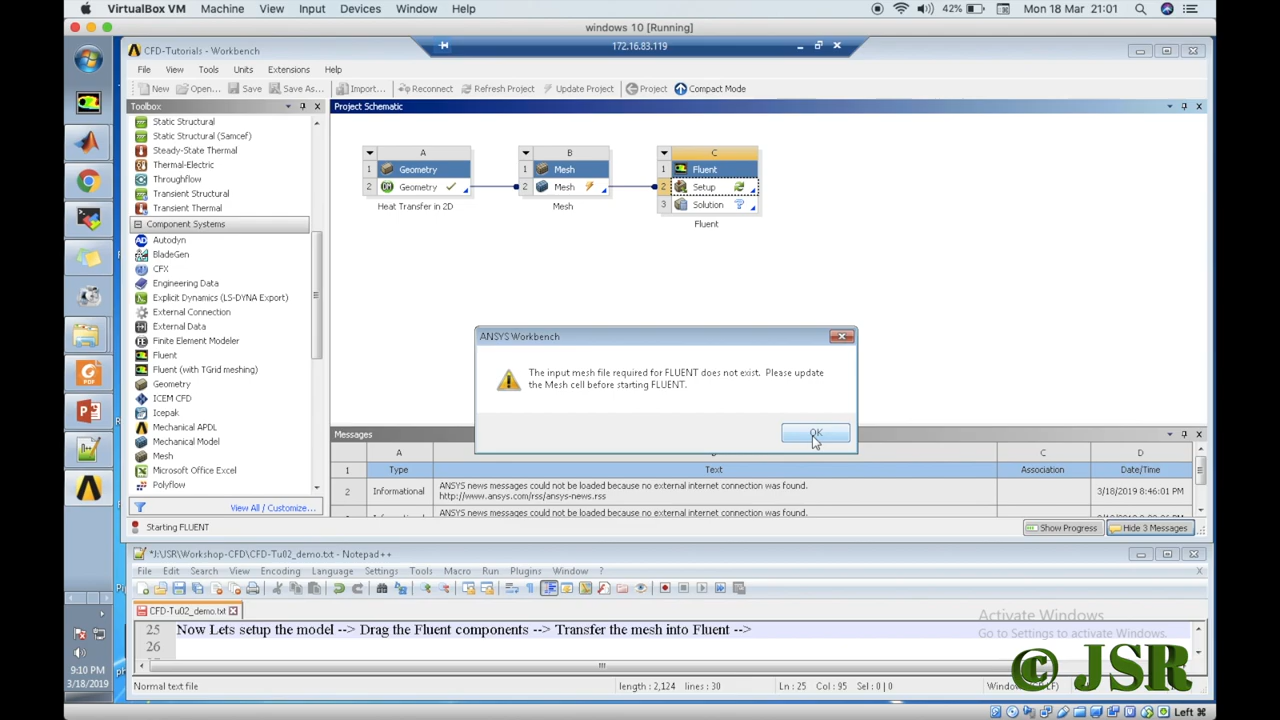 VirtualBox VM Machine View Input Devices Window Help 42% Mon 18 Mar 21:01
windows 10 [Running]
CFD-Tutorials - Workbench
172.16.83.119
File View Tools Units Extensions Help
New Open... Save Save As... Import... Reconnect Refresh Project Update Project Project Compact Mode
Toolbox
Project Schematic
Static Structural
Static Structural (Samcef)
Steady-State Thermal
Thermal-Electric
Throughflow
Transient Structural
Transient Thermal
Component Systems
Autodyn
BladeGen
CFX
Engineering Data
Explicit Dynamics (LS-DYNA Export)
External Connection
External Data
Finite Element Modeler
Fluent
Fluent (with TGrid meshing)
Geometry
ICEM CFD
Icepak
Mechanical APDL
Mechanical Model
Mesh
Microsoft Office Excel
Polyflow
View All / Customize...
A
1 Geometry
2 Geometry
Heat Transfer in 2D
B
1 Mesh
2 Mesh
Mesh
C
1 Fluent
2 Setup
3 Solution
Fluent
ANSYS Workbench
The input mesh file required for FLUENT does not exist. Please update
the Mesh cell before starting FLUENT.
OK
Messages
A C D
1 Type Text Association Date/Time
2 Informational ANSYS news messages could not be loaded because no external internet connection was found.
http://www.ansys.com/rss/ansys-news.rss 3/18/2019 8:46:01 PM
ANSYS news messages could not be loaded because no external internet connection was found.
Starting FLUENT
Show Progress Hide 3 Messages
*J:\JSR\Workshop-CFD\CFD-Tu02_demo.txt - Notepad++
File Edit Search View Encoding Language Settings Tools Macro Run Plugins Window ?
CFD-Tu02_demo.txt
25 Now Lets setup the model --> Drag the Fluent components --> Transfer the mesh into Fluent -->
26
Activate Windows
Go to Settings to activate Windows.
Normal text file length : 2,124 lines : 30 Ln : 25 Col : 95 Sel : 0 | 0
© JSR
9:10 PM
3/18/2019
Left ⌘